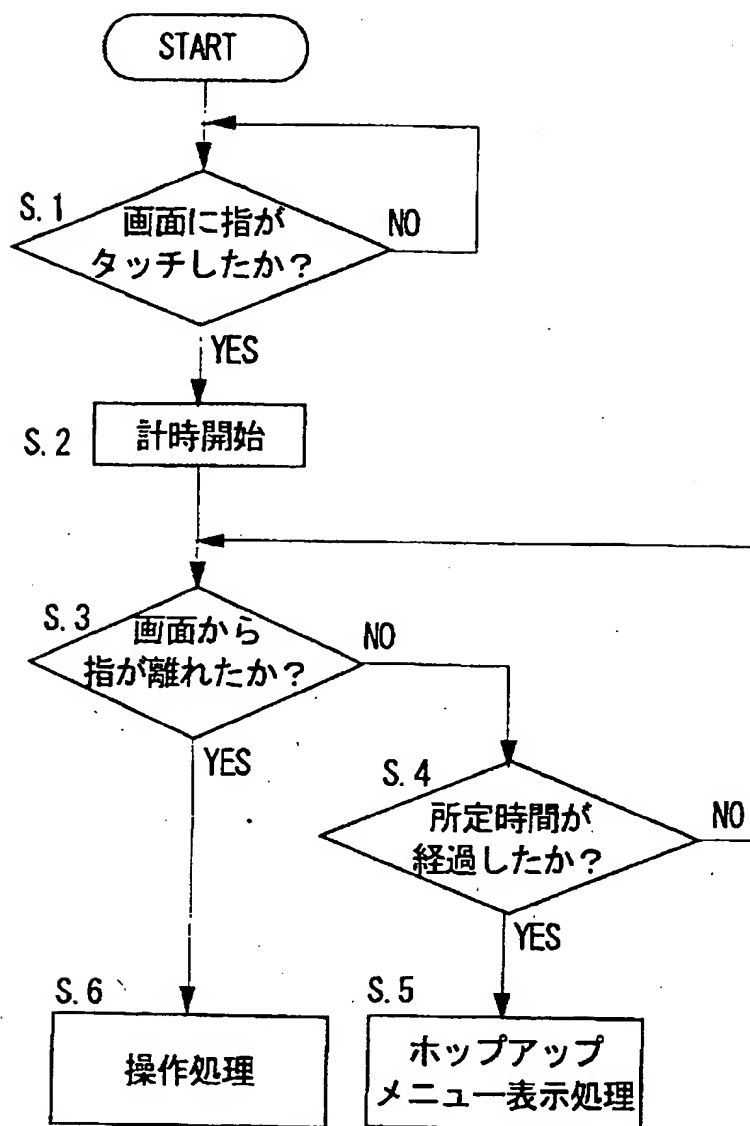 START
S.1
画面に指が
タッチしたか?
NO
YES
S.2
計時開始
S.3
画面から
指が離れたか?
NO
YES
S.4
所定時間が
経過したか?
NO
YES
S.6
操作処理
S.5
ホップアップ
メニュー表示処理